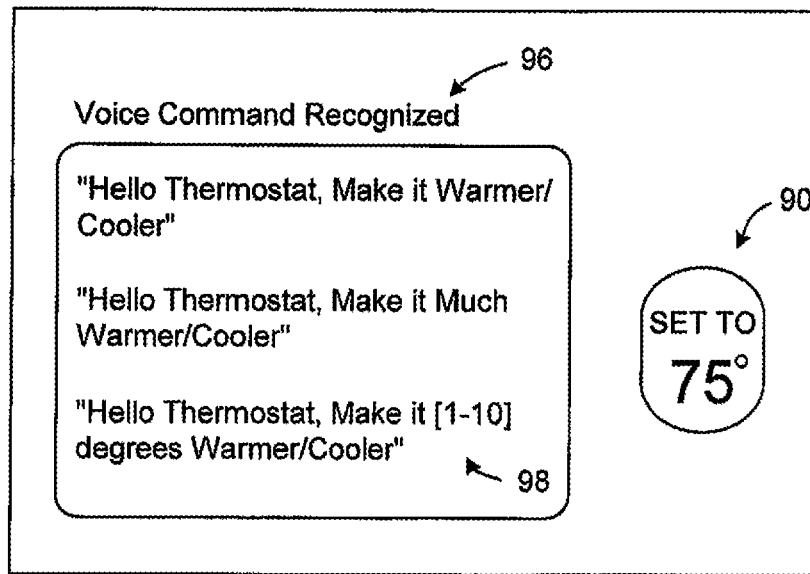 96
Voice Command Recognized
"Hello Thermostat, Make it Warmer/
Cooler"
"Hello Thermostat, Make it Much
Warmer/Cooler"
"Hello Thermostat, Make it [1-10]
degrees Warmer/Cooler"
98
90
SET TO
75°